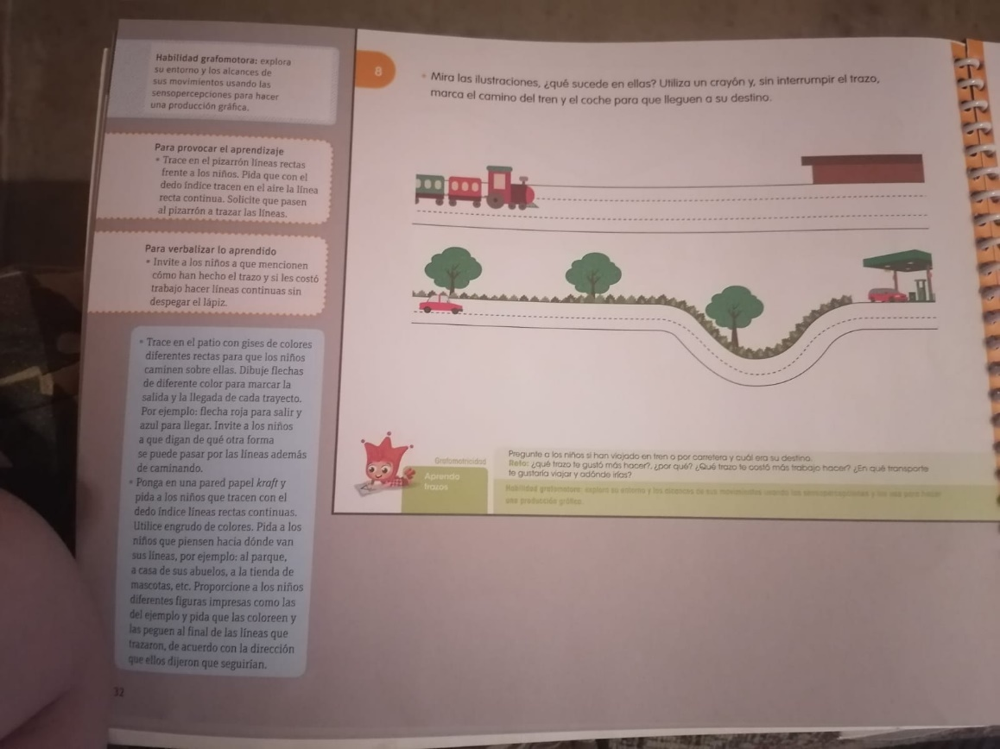 Habilidad grafomotora: explora
su entorno y los alcances de
sus movimientos usando las
sensopercepciones para hacer
una producción gráfica.
Para provocar el aprendizaje
• Trace en el pizarrón líneas rectas
frente a los niños. Pida que con el
dedo índice tracen en el aire la línea
recta continua. Solicite que pasen
al pizarrón a trazar las líneas.
Para verbalizar lo aprendido
• Invite a los niños a que mencionen
cómo han hecho el trazo y si les costó
trabajo hacer líneas continuas sin
despegar el lápiz.
• Trace en el patio con gises de colores
diferentes rectas para que los niños
caminen sobre ellas. Dibuje flechas
de diferente color para marcar la
salida y la llegada de cada trayecto.
Por ejemplo: flecha roja para salir y
azul para llegar. Invite a los niños
a que digan de qué otra forma
se puede pasar por las líneas además
de caminando.
• Ponga en una pared papel kraft y
pida a los niños que tracen con el
dedo índice líneas rectas continuas.
Utilice engrudo de colores. Pida a los
niños que piensen hacia dónde van
sus líneas, por ejemplo: al parque,
a casa de sus abuelos, a la tienda de
mascotas, etc. Proporcione a los niños
diferentes figuras impresas como las
del ejemplo y pida que las coloreen y
las peguen al final de las líneas que
trazaron, de acuerdo con la dirección
que ellos dijeron que seguirían.
32
8
• Mira las ilustraciones, ¿qué sucede en ellas? Utiliza un crayón y, sin interrumpir el trazo,
marca el camino del tren y el coche para que lleguen a su destino.
Grafomotricidad
Aprendo
trazos
Pregunte a los niños si han viajado en tren o por carretera y cuál era su destino.
Reto: ¿qué trazo te gustó más hacer?, ¿por qué? ¿Qué trazo te costó más trabajo hacer? ¿En qué transporte
te gustaría viajar y adónde irías?
Habilidad grafomotora: explora su entorno y los alcances de sus movimientos usando las sensopercepciones y los usa para hacer
una producción gráfica.